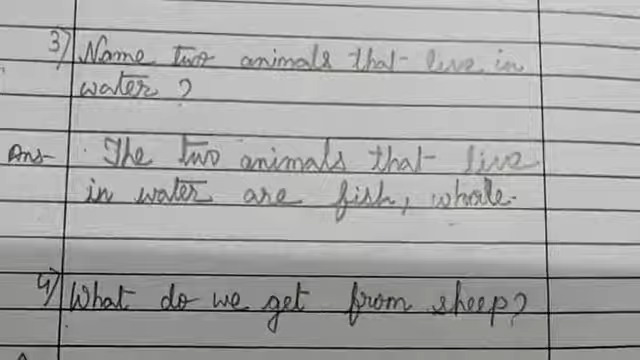 3) Name two animals that live in
water ?
Ans- The two animals that live
in water are fish, whale.
4) What do we get from sheep?